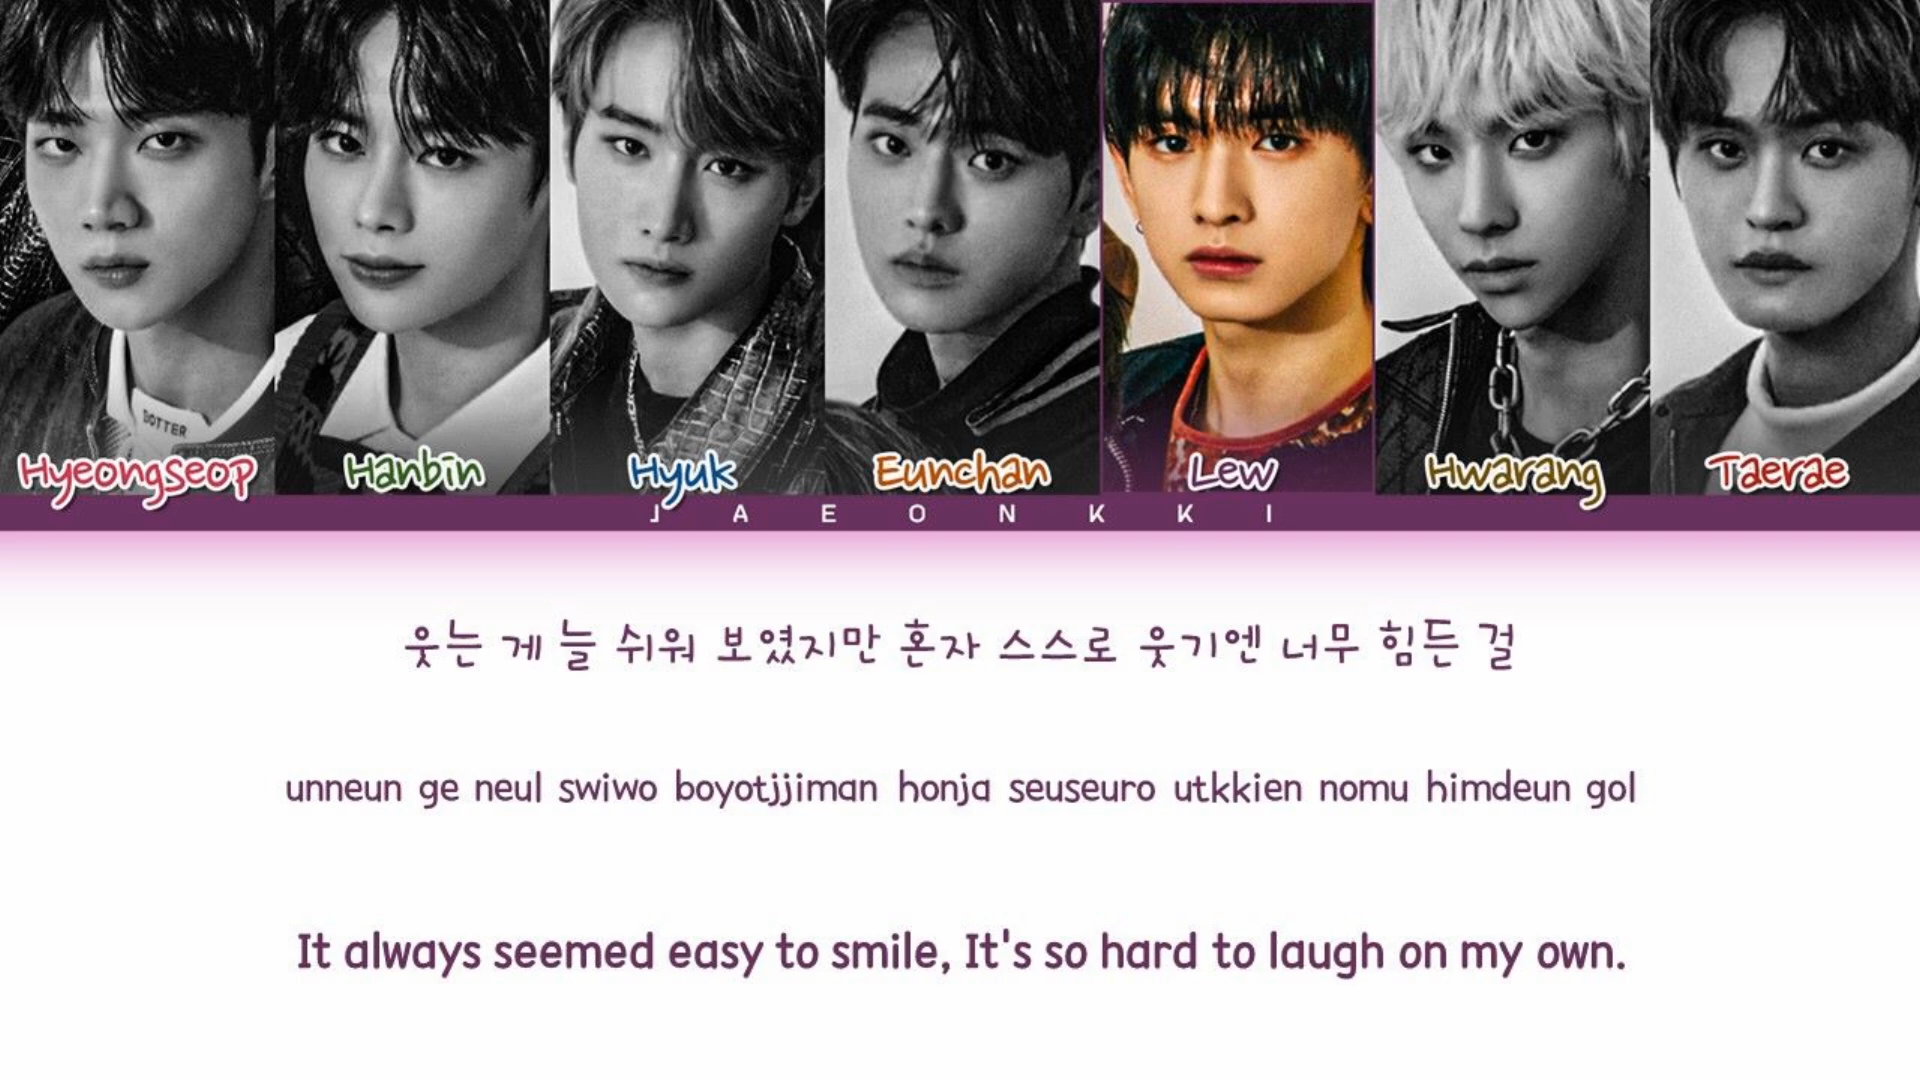 BOTTER
Hyeongseop Hanbin Hyuk Eunchan Lew Hwarang Taerae
JAEONKKI
웃는 게 늘 쉬워 보였지만 혼자 스스로 웃기엔 너무 힘든 걸
unneun ge neul swiwo boyotjjiman honja seuseuro utkkien nomu himdeun gol
It always seemed easy to smile, It's so hard to laugh on my own.